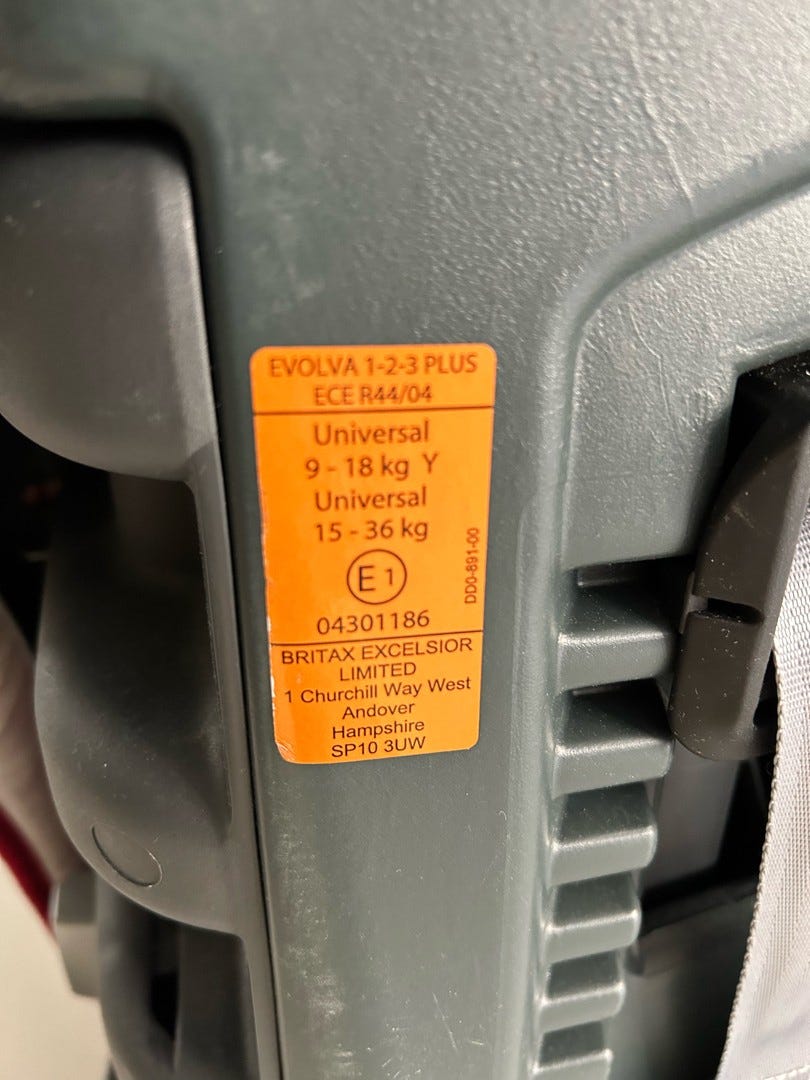 EVOLVA 1-2-3 PLUS
ECE R44/04
Universal
9 - 18 kg Y
Universal
15 - 36 kg
E 1
04301186
DD0-891-00
BRITAX EXCELSIOR
LIMITED
1 Churchill Way West
Andover
Hampshire
SP10 3UW